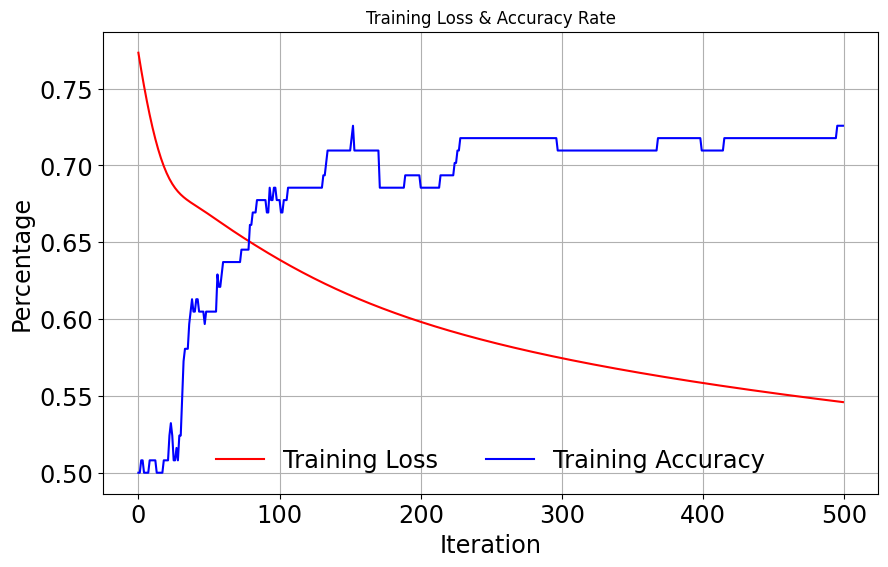 Training Loss & Accuracy Rate
Percentage
0.75
0.70
0.65
0.60
0.55
0.50
Training Loss
Training Accuracy
0 100 200 300 400 500
Iteration